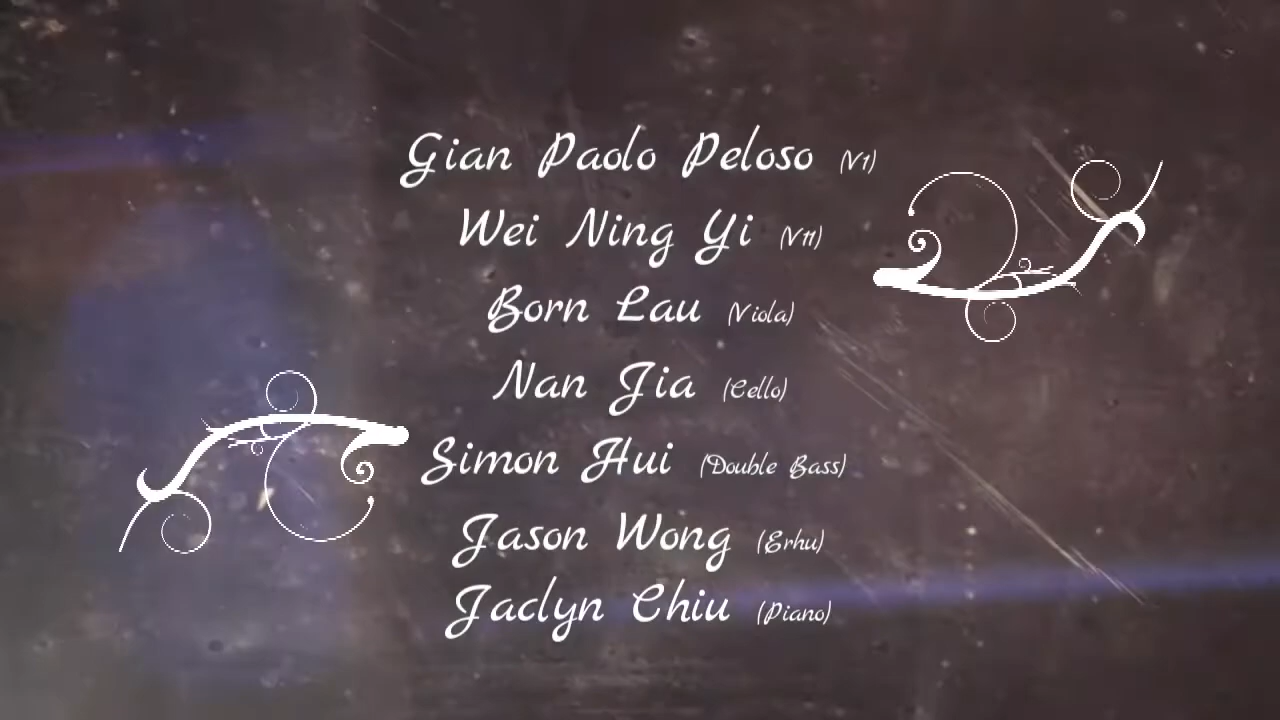 Gian Paolo Peloso (V1)
Wei Ning Yi (V11)
Born Lau (Viola)
Nan Jia (Cello)
Simon Hui (Double Bass)
Jason Wong (Erhu)
Jaclyn Chiu (Piano)